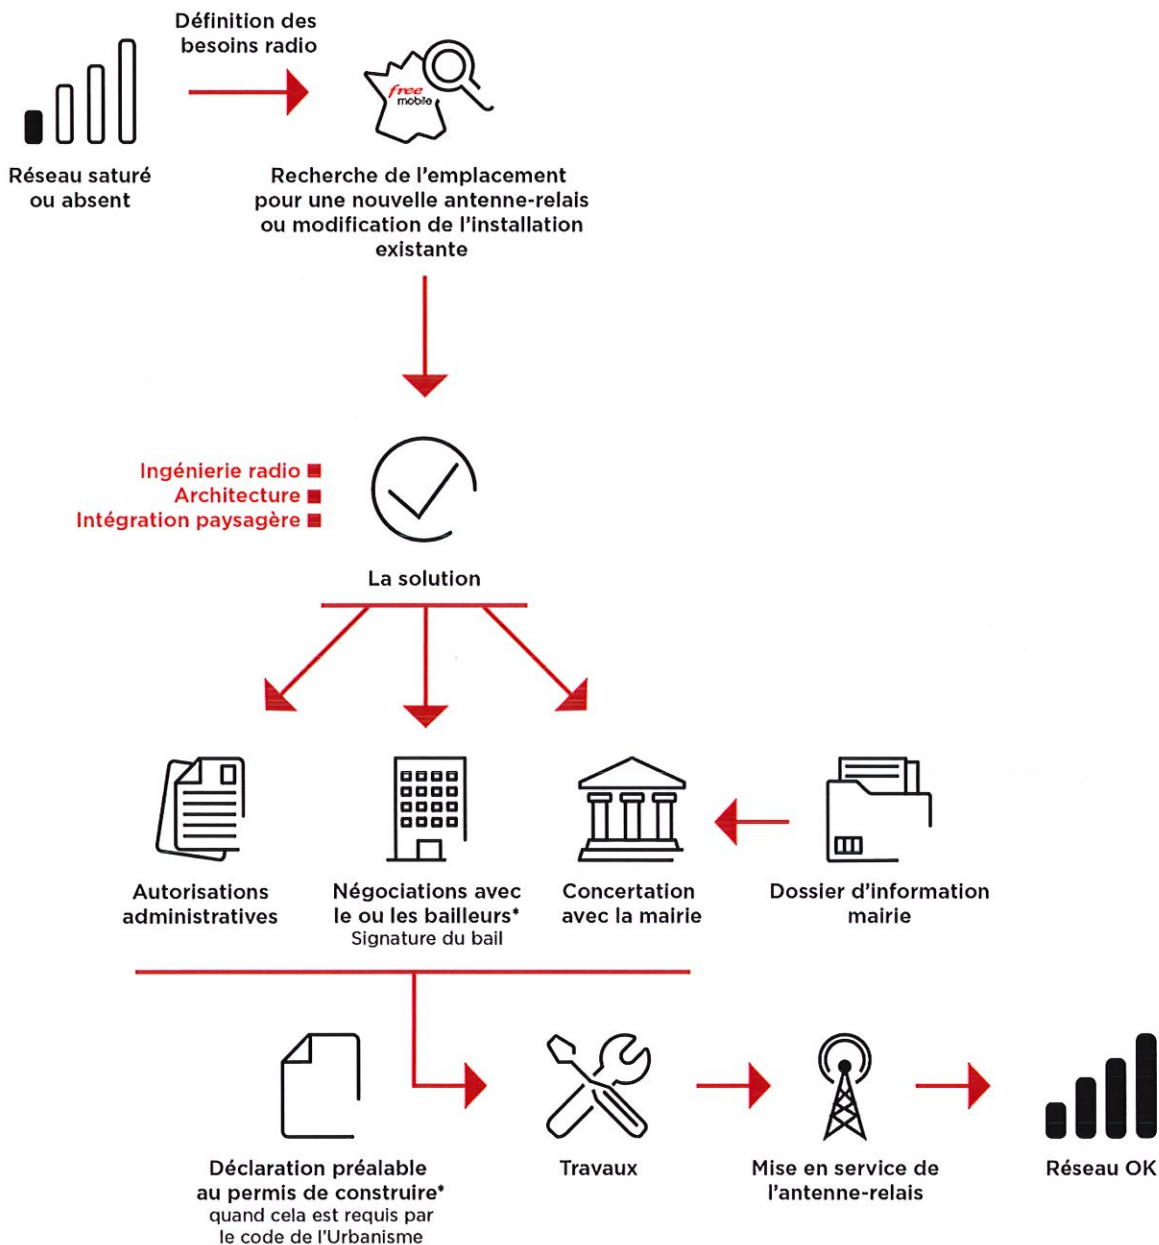 Définition des
besoins radio
free
mobile
Réseau saturé
ou absent
Recherche de l'emplacement
pour une nouvelle antenne-relais
ou modification de l'installation
existante
Ingénierie radio
Architecture
Intégration paysagère
La solution
Autorisations
administratives
Négociations avec
le ou les bailleurs*
Signature du bail
Concertation
avec la mairie
Dossier d'information
mairie
Déclaration préalable
au permis de construire*
quand cela est requis par
le code de l'Urbanisme
Travaux
Mise en service de
l'antenne-relais
Réseau OK